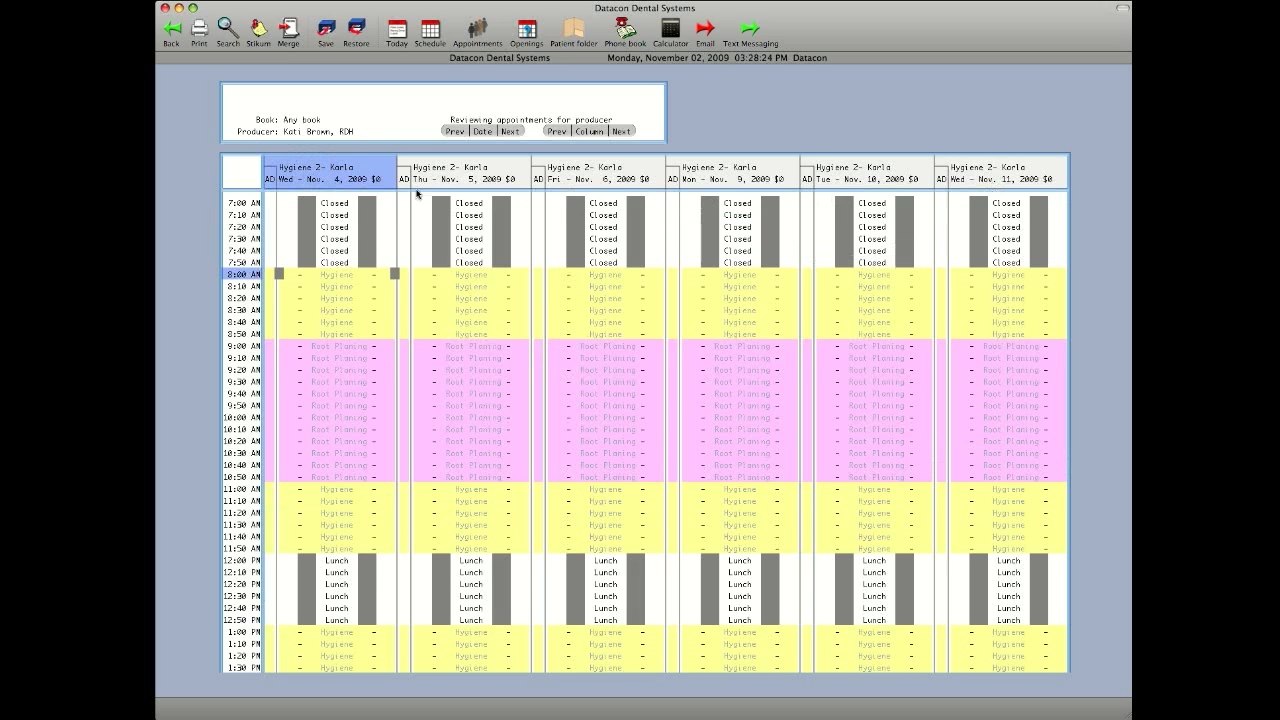 Datacon Dental Systems
Back Print Search Stikum Merge Save Restore Today Schedule Appointments Openings Patient folder Phone book Calculator Email Text Messaging
Datacon Dental Systems Monday, November 02, 2009 03:28:24 PM Datacon
Book: Any book Reviewing appointments for producer
Producer: Kati Brown, RDH Prev Date Next Prev Column Next
Hygiene 2- Karla Hygiene 2- Karla Hygiene 2- Karla Hygiene 2- Karla Hygiene 2- Karla Hygiene 2- Karla
AD Wed - Nov. 4, 2009 $0 AD Thu - Nov. 5, 2009 $0 AD Fri - Nov. 6, 2009 $0 AD Mon - Nov. 9, 2009 $0 AD Tue - Nov. 10, 2009 $0 AD Wed - Nov. 11, 2009 $0
7:00 AM Closed Closed Closed Closed Closed Closed
7:10 AM Closed Closed Closed Closed Closed Closed
7:20 AM Closed Closed Closed Closed Closed Closed
7:30 AM Closed Closed Closed Closed Closed Closed
7:40 AM Closed Closed Closed Closed Closed Closed
7:50 AM Closed Closed Closed Closed Closed Closed
8:00 AM - Hygiene - - Hygiene - - Hygiene - - Hygiene - - Hygiene - - Hygiene -
8:10 AM - Hygiene - - Hygiene - - Hygiene - - Hygiene - - Hygiene - - Hygiene -
8:20 AM - Hygiene - - Hygiene - - Hygiene - - Hygiene - - Hygiene - - Hygiene -
8:30 AM - Hygiene - - Hygiene - - Hygiene - - Hygiene - - Hygiene - - Hygiene -
8:40 AM - Hygiene - - Hygiene - - Hygiene - - Hygiene - - Hygiene - - Hygiene -
8:50 AM - Hygiene - - Hygiene - - Hygiene - - Hygiene - - Hygiene - - Hygiene -
9:00 AM - Root Planing - - Root Planing - - Root Planing - - Root Planing - - Root Planing - - Root Planing -
9:10 AM - Root Planing - - Root Planing - - Root Planing - - Root Planing - - Root Planing - - Root Planing -
9:20 AM - Root Planing - - Root Planing - - Root Planing - - Root Planing - - Root Planing - - Root Planing -
9:30 AM - Root Planing - - Root Planing - - Root Planing - - Root Planing - - Root Planing - - Root Planing -
9:40 AM - Root Planing - - Root Planing - - Root Planing - - Root Planing - - Root Planing - - Root Planing -
9:50 AM - Root Planing - - Root Planing - - Root Planing - - Root Planing - - Root Planing - - Root Planing -
10:00 AM - Root Planing - - Root Planing - - Root Planing - - Root Planing - - Root Planing - - Root Planing -
10:10 AM - Root Planing - - Root Planing - - Root Planing - - Root Planing - - Root Planing - - Root Planing -
10:20 AM - Root Planing - - Root Planing - - Root Planing - - Root Planing - - Root Planing - - Root Planing -
10:30 AM - Root Planing - - Root Planing - - Root Planing - - Root Planing - - Root Planing - - Root Planing -
10:40 AM - Root Planing - - Root Planing - - Root Planing - - Root Planing - - Root Planing - - Root Planing -
10:50 AM - Root Planing - - Root Planing - - Root Planing - - Root Planing - - Root Planing - - Root Planing -
11:00 AM - Hygiene - - Hygiene - - Hygiene - - Hygiene - - Hygiene - - Hygiene -
11:10 AM - Hygiene - - Hygiene - - Hygiene - - Hygiene - - Hygiene - - Hygiene -
11:20 AM - Hygiene - - Hygiene - - Hygiene - - Hygiene - - Hygiene - - Hygiene -
11:30 AM - Hygiene - - Hygiene - - Hygiene - - Hygiene - - Hygiene - - Hygiene -
11:40 AM - Hygiene - - Hygiene - - Hygiene - - Hygiene - - Hygiene - - Hygiene -
11:50 AM - Hygiene - - Hygiene - - Hygiene - - Hygiene - - Hygiene - - Hygiene -
12:00 PM Lunch Lunch Lunch Lunch Lunch Lunch
12:10 PM Lunch Lunch Lunch Lunch Lunch Lunch
12:20 PM Lunch Lunch Lunch Lunch Lunch Lunch
12:30 PM Lunch Lunch Lunch Lunch Lunch Lunch
12:40 PM Lunch Lunch Lunch Lunch Lunch Lunch
12:50 PM Lunch Lunch Lunch Lunch Lunch Lunch
1:00 PM - Hygiene - - Hygiene - - Hygiene - - Hygiene - - Hygiene - - Hygiene -
1:10 PM - Hygiene - - Hygiene - - Hygiene - - Hygiene - - Hygiene - - Hygiene -
1:20 PM - Hygiene - - Hygiene - - Hygiene - - Hygiene - - Hygiene - - Hygiene -
1:30 PM - Hygiene - - Hygiene - - Hygiene - - Hygiene - - Hygiene - - Hygiene -